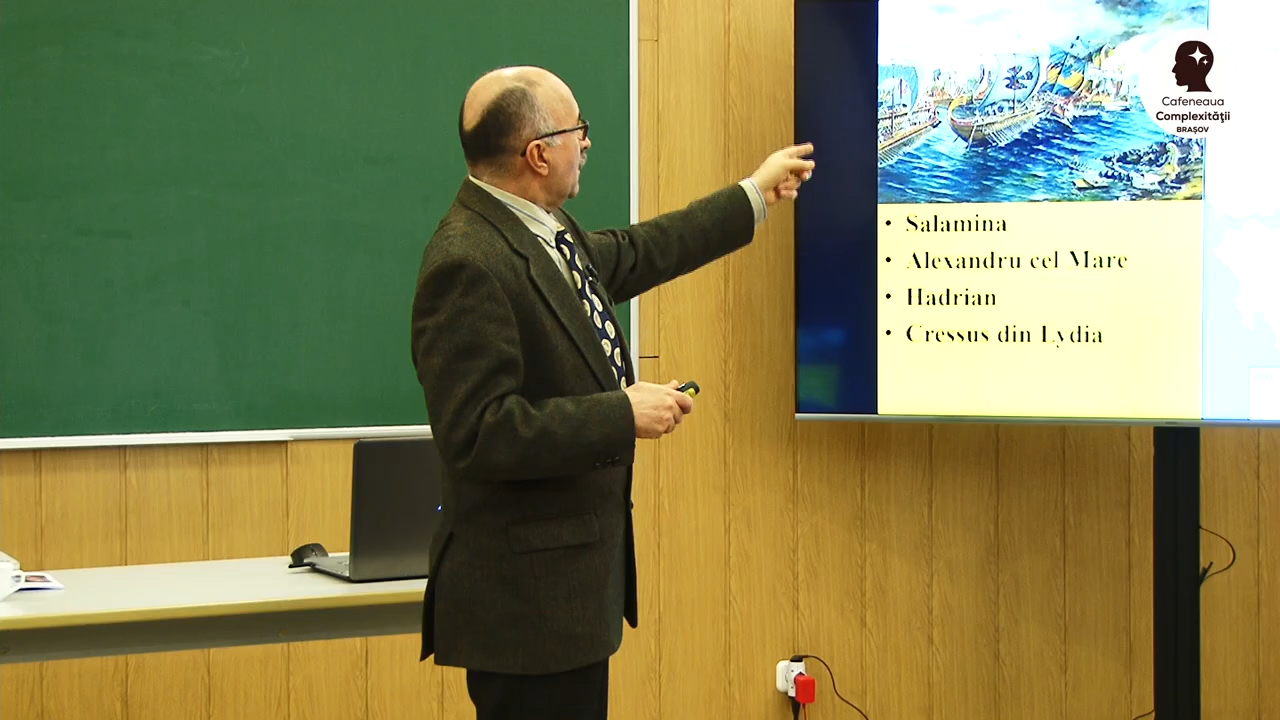 Cafeneaua
Complexității
BRAȘOV
• Salamina
• Alexandru cel Mare
• Hadrian
• Cressus din Lydia